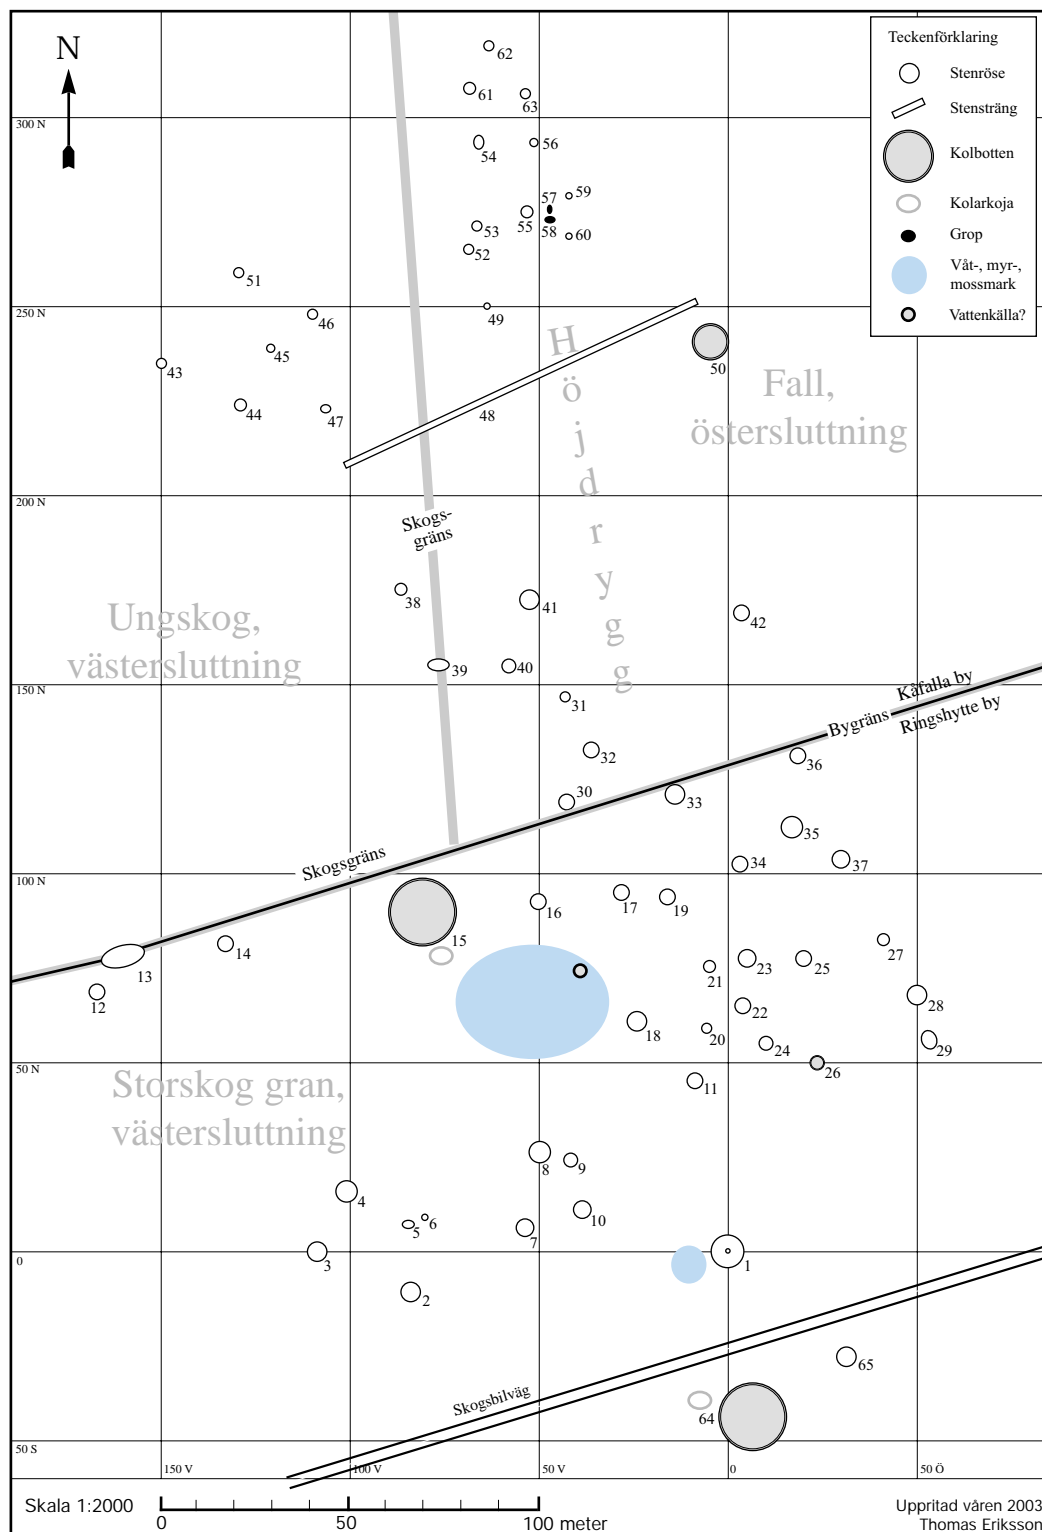 N
Teckenförklaring
Stenröse
Stensträng
Kolbotten
Kolarkoja
Grop
Våt-, myr-,
mossmark
Vattenkälla?
62
61
63
300 N
54
56
57
59
55
58
60
53
52
51
49
46
250 N
45
43
44
47
48
50
Höjdrygg
Fall,
östersluttning
200 N
Skogs-
gräns
38
41
42
Ungskog,
västersluttning
39
40
150 N
31
Kåfalla by
Bygräns
Ringshytte by
32
36
30
33
35
Skogsgräns
34
37
100 N
16
17
19
15
14
13
27
21
23
25
12
28
22
18
20
24
29
50 N
26
Storskog gran,
västersluttning
11
8
9
4
10
5
6
7
0
3
1
2
65
Skogsbilväg
64
50 S
150 V
100 V
50 V
0
50 Ö
Skala 1:2000
0
50
100 meter
Uppritad våren 2003
Thomas Eriksson